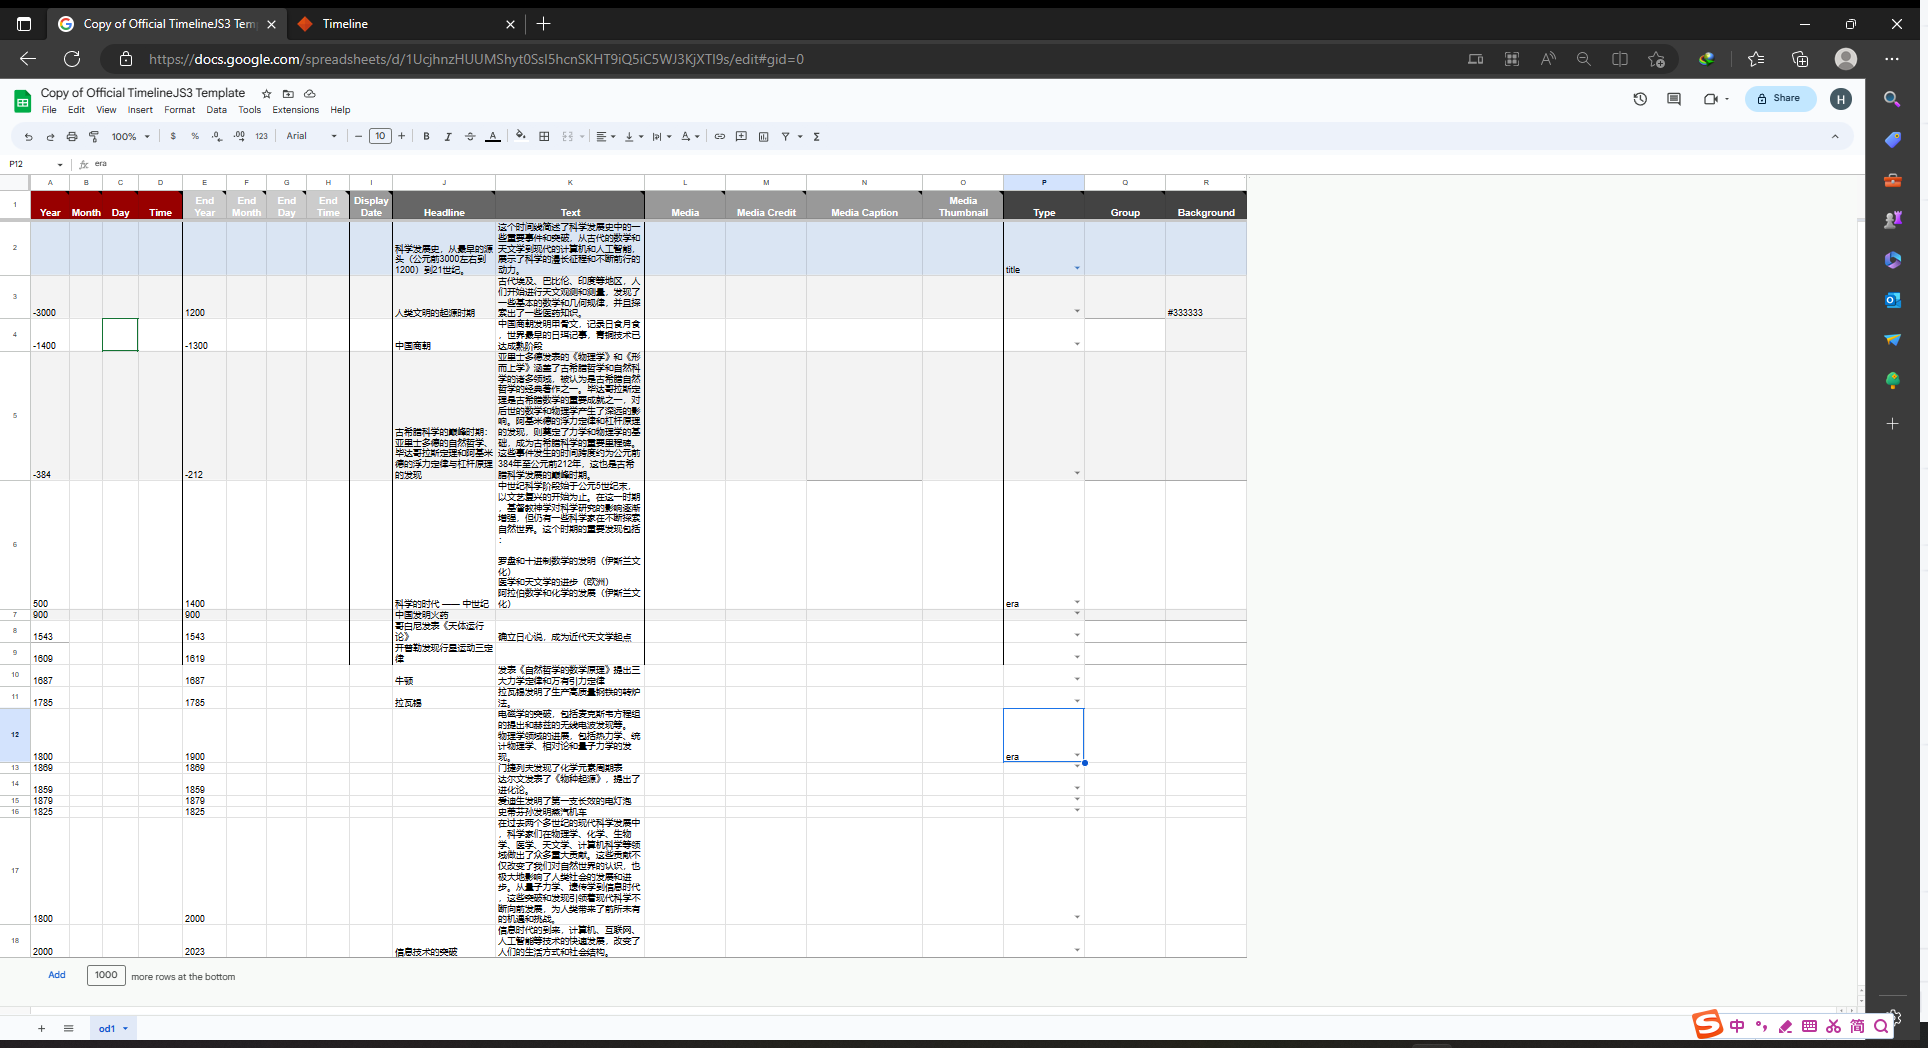 Copy of Official TimelineJS3 Tem
Timeline
https://docs.google.com/spreadsheets/d/1UcjhnzHUUMShyt0SsI5hcnSKHT9iQ5iC5WJ3KjXTI9s/edit#gid=0
Copy of Official TimelineJS3 Template
File Edit View Insert Format Data Tools Extensions Help
Share
H
100% $ % .0 .00 123 Arial 10 B I A
P12 fx era
A B C D E F G H I J K L M N O P Q R
1 Year Month Day Time End Year End Month End Day End Time Display Date Headline Text Media Media Credit Media Caption Media Thumbnail Type Group Background
2
科学发展史，从最早的源
头（公元前3000左右到
1200）到21世纪。
这个时间线简述了科学发展史中的一
些重要事件和突破，从古代的数学和
天文学到现代的计算机和人工智能，
展示了科学的漫长征程和不断前行的
动力。
title
3
-3000
1200
人类文明的起源时期
古代埃及、巴比伦、印度等地区，人
们开始进行天文观测和测量，发现了
一些基本的数学和几何规律，并且探
索出了一些医药知识。
#333333
4
-1400
-1300
中国商朝
中国商朝发明甲骨文，记录日食月食
，世界最早的日珥记事，青铜技术已
达成熟阶段
5
-384
-212
古希腊科学的巅峰时期：
亚里士多德的自然哲学、
毕达哥拉斯定理和阿基米
德的浮力定律与杠杆原理
的发现
亚里士多德发表的《物理学》和《形
而上学》涵盖了古希腊哲学和自然科
学的诸多领域，被认为是古希腊自然
哲学的经典著作之一。毕达哥拉斯定
理是古希腊数学的重要成就之一，对
后世的数学和物理学产生了深远的影
响。阿基米德的浮力定律和杠杆原理
的发现，则奠定了力学和物理学的基
础，成为古希腊科学的重要里程碑。
这些事件发生的时间跨度约为公元前
384年至公元前212年，这也是古希
腊科学发展的巅峰时期。
6
500
1400
科学的时代 —— 中世纪
中世纪科学阶段始于公元5世纪末，
以文艺复兴的开始为止。在这一时期
，基督教神学对科学研究的影响逐渐
增强，但仍有一些科学家在不断探索
自然世界。这个时期的重要发现包括
：
罗盘和十进制数学的发明（伊斯兰文
化）
医学和天文学的进步（欧洲）
阿拉伯数学和化学的发展（伊斯兰文
化）
era
7
900
900
中国发明火药
8
1543
1543
哥白尼发表《天体运行
论》
确立日心说，成为近代天文学起点
9
1609
1619
开普勒发现行星运动三定
律
10
1687
1687
牛顿
发表《自然哲学的数学原理》提出三
大力学定律和万有引力定律
11
1785
1785
拉瓦锡
拉瓦锡发明了生产高质量钢铁的转炉
法。
12
1800
1900
电磁学的突破，包括麦克斯韦方程组
的提出和赫兹的无线电波发现等。
物理学领域的进展，包括热力学、统
计物理学、相对论和量子力学的发
现。
era
13
1869
1869
门捷列夫发现了化学元素周期表
14
1859
1859
达尔文发表了《物种起源》，提出了
进化论。
15
1879
1879
爱迪生发明了第一支长效的电灯泡
16
1825
1825
史蒂芬孙发明蒸汽机车
17
1800
2000
在过去两个多世纪的现代科学发展中
，科学家们在物理学、化学、生物
学、医学、天文学、计算机科学等领
域做出了众多重大贡献。这些贡献不
仅改变了我们对自然世界的认识，也
极大地影响了人类社会的发展和进
步。从量子力学、遗传学到信息时代
，这些突破和发现引领着现代科学不
断向前发展，为人类带来了前所未有
的机遇和挑战。
18
2000
2023
信息技术的突破
信息时代的到来，计算机、互联网、
人工智能等技术的快速发展，改变了
人们的生活方式和社会结构。
Add 1000 more rows at the bottom
od1
中 简